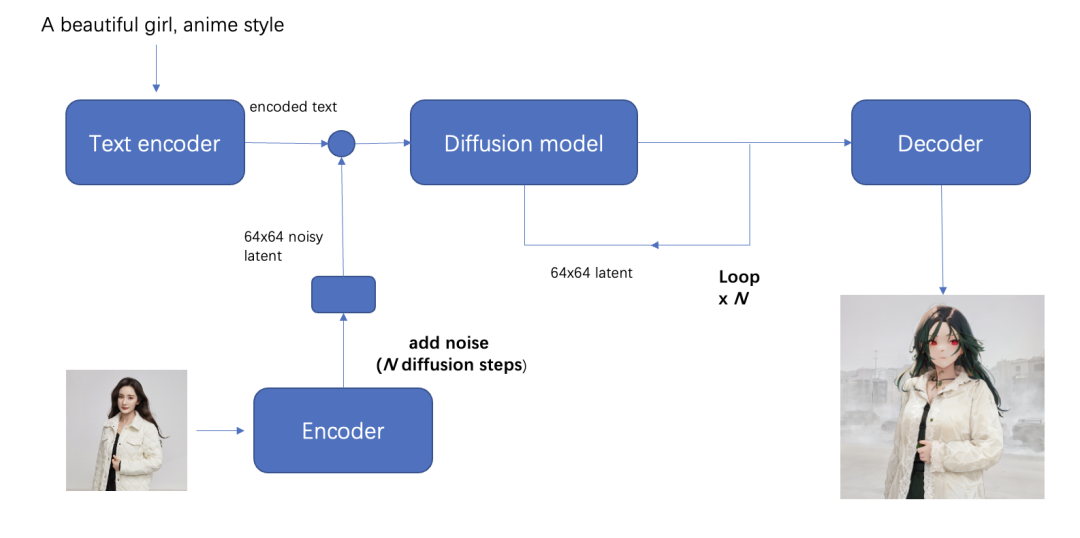 A beautiful girl, anime style
encoded text
Text encoder
Diffusion model
Decoder
64x64 noisy
latent
64x64 latent
Loop
x N
add noise
(N diffusion steps)
Encoder